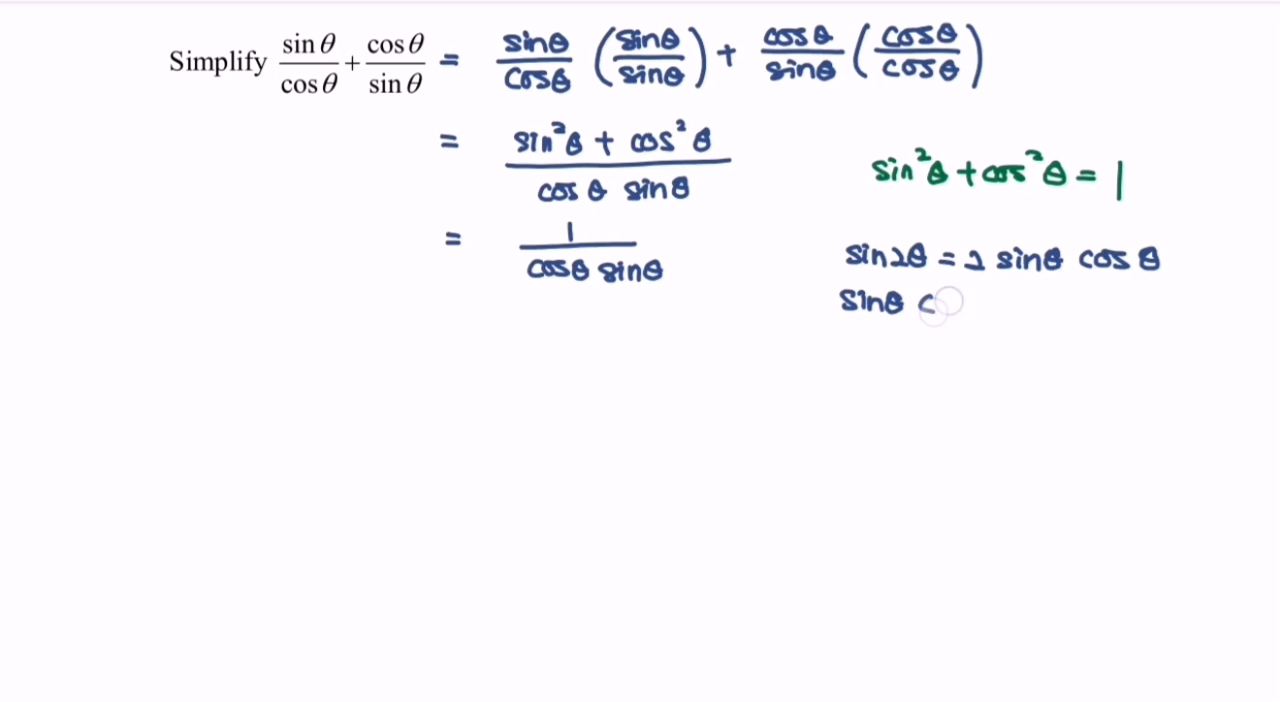 Simplify sinθ/cosθ + cosθ/sinθ = sinθ/cosθ (sinθ/sinθ) + cosθ/sinθ (cosθ/cosθ)
= sin²θ + cos²θ / cosθ sinθ
sin²θ + cos²θ = 1
= 1 / cosθ sinθ
sin2θ = 2 sinθ cosθ
sinθ c